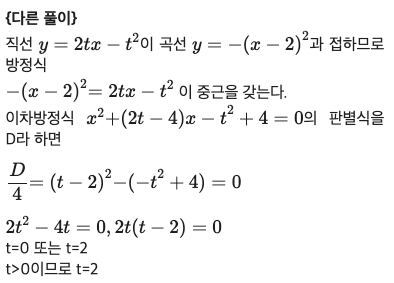 {다른 풀이}
직선 y = 2tx − t²이 곡선 y = −(x − 2)²과 접하므로
방정식
−(x − 2)²= 2tx − t² 이 중근을 갖는다.
이차방정식 x²+(2t − 4)x − t² + 4 = 0의 판별식을
D라 하면
D/4= (t − 2)²−(−t² + 4) = 0
2t² − 4t = 0, 2t(t − 2) = 0
t=0 또는 t=2
t>0이므로 t=2